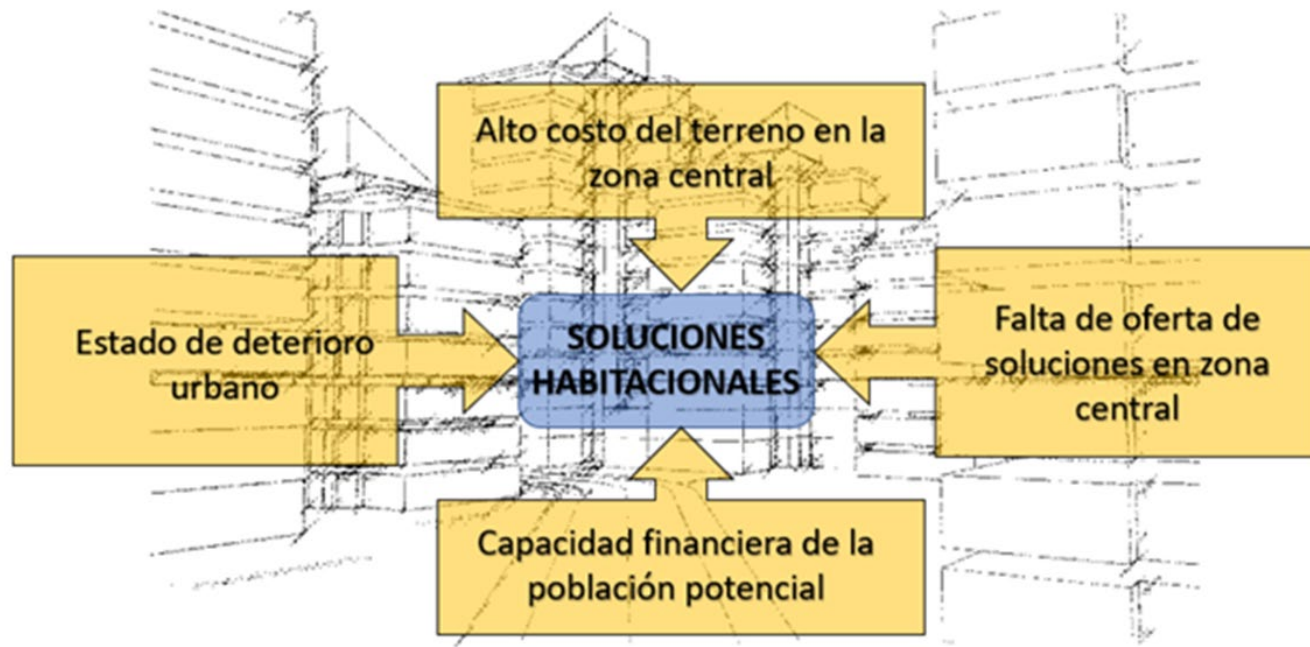 Alto costo del terreno en la
zona central
Estado de deterioro
urbano
SOLUCIONES
HABITACIONALES
Falta de oferta de
soluciones en zona
central
Capacidad financiera de la
población potencial